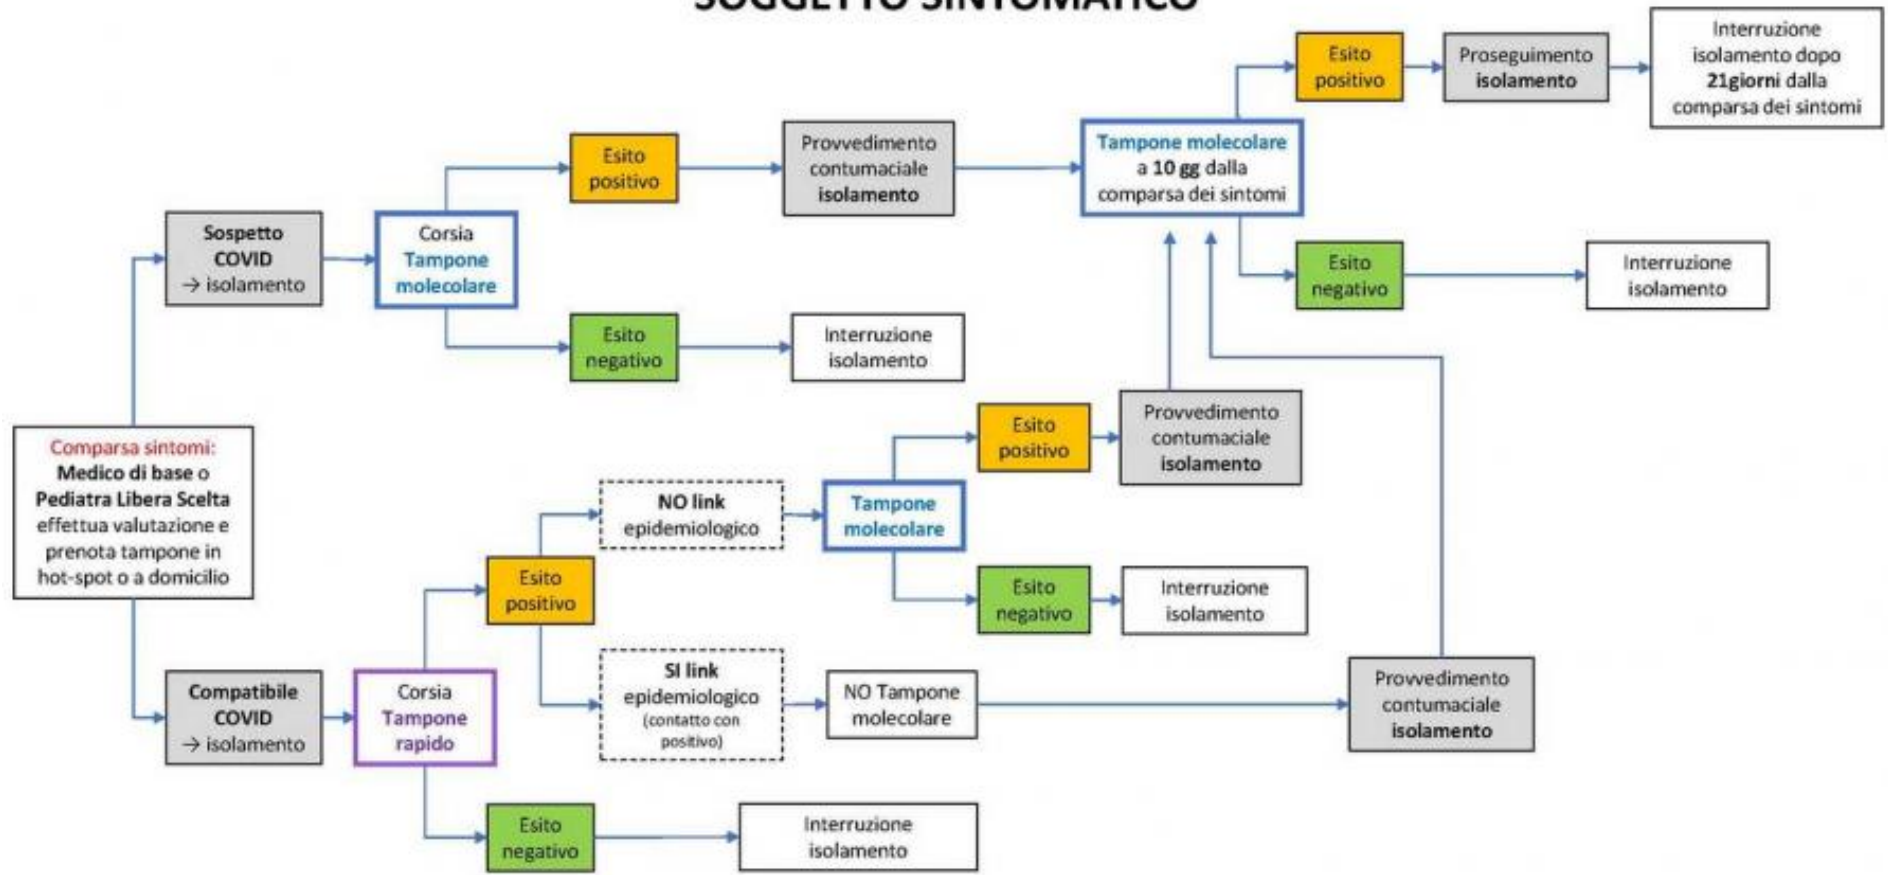 SOGGETTO SINTOMATICO
Comparsa sintomi:
Medico di base o
Pediatra Libera Scelta
effettua valutazione e
prenota tampone in
hot-spot o a domicilio
Sospetto
COVID
→ isolamento
Corsia
Tampone
molecolare
Esito
positivo
Provvedimento
contumaciale
isolamento
Tampone molecolare
a 10 gg dalla
comparsa dei sintomi
Esito
positivo
Proseguimento
isolamento
Interruzione
isolamento dopo
21giorni dalla
comparsa dei sintomi
Esito
negativo
Interruzione
isolamento
Esito
negativo
Interruzione
isolamento
Compatibile
COVID
→ isolamento
Corsia
Tampone
rapido
Esito
positivo
NO link
epidemiologico
Tampone
molecolare
Esito
positivo
Provvedimento
contumaciale
isolamento
Esito
negativo
Interruzione
isolamento
SI link
epidemiologico
(contatto con
positivo)
NO Tampone
molecolare
Provvedimento
contumaciale
isolamento
Esito
negativo
Interruzione
isolamento